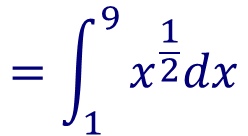 = ∫₁⁹ x^{1/2} dx